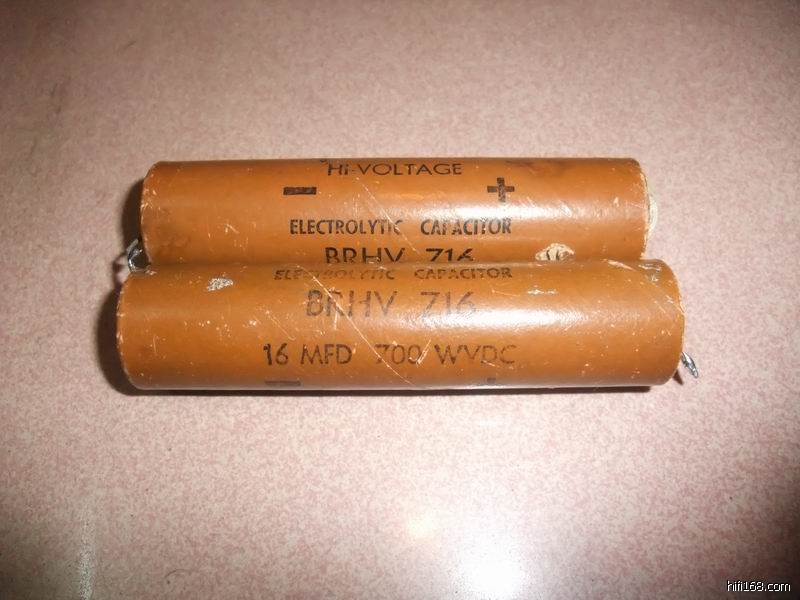 Hi-VOLTAGE
– +
ELECTROLYTIC CAPACITOR
BRHV 716
ELECTROLYTIC CAPACITOR
BRHV 716
16 MFD 700 WVDC
– +
hifi168.com